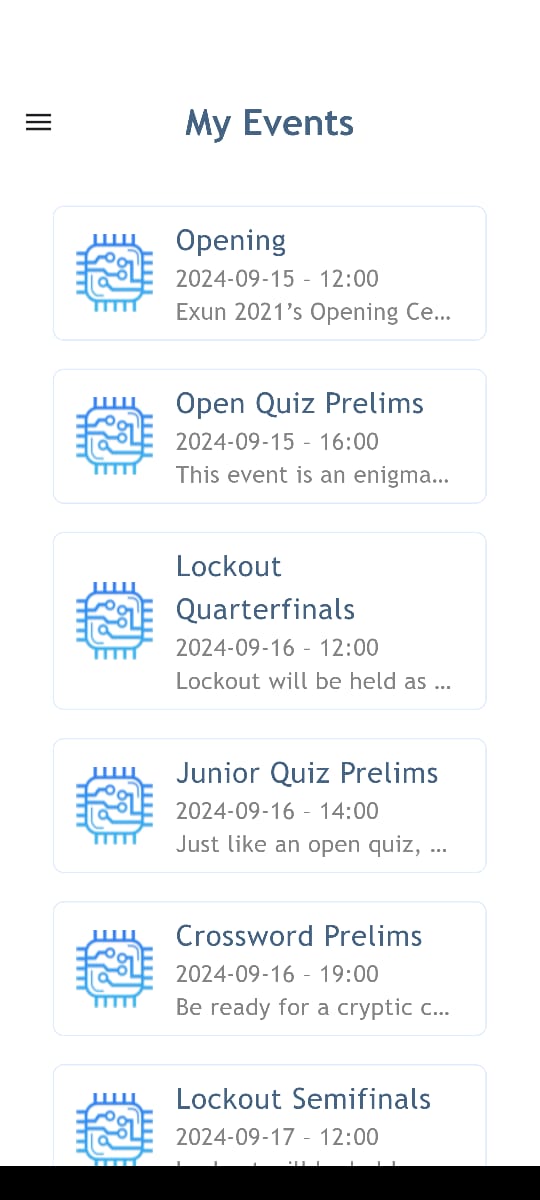 My Events
Opening
2024-09-15 - 12:00
Exun 2021’s Opening Ce...
Open Quiz Prelims
2024-09-15 - 16:00
This event is an enigma...
Lockout
Quarterfinals
2024-09-16 - 12:00
Lockout will be held as ...
Junior Quiz Prelims
2024-09-16 - 14:00
Just like an open quiz, ...
Crossword Prelims
2024-09-16 - 19:00
Be ready for a cryptic c...
Lockout Semifinals
2024-09-17 - 12:00